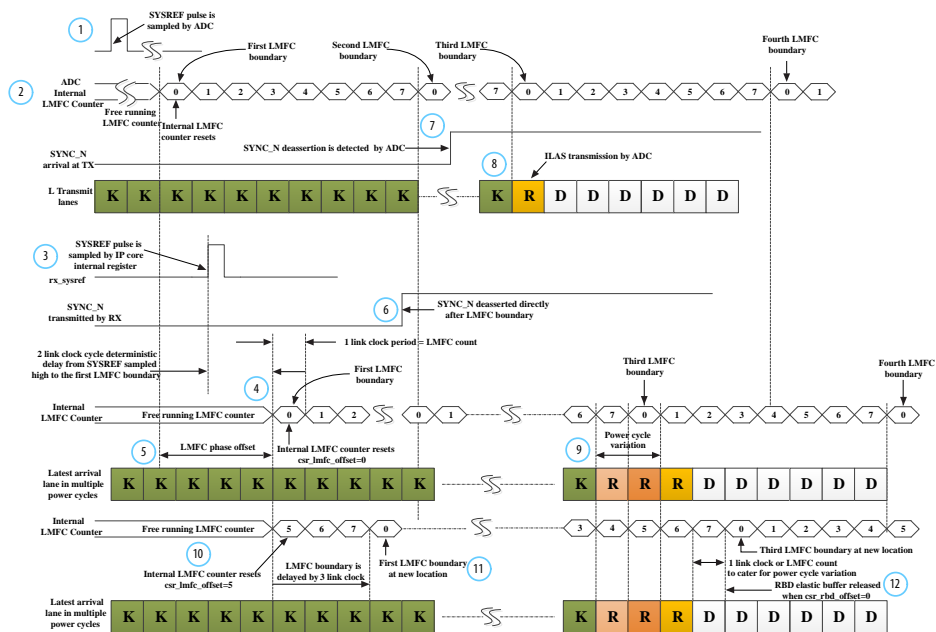 1
SYSREF pulse is
sampled by ADC
2
ADC
Internal
LMFC Counter
First LMFC
boundary
Second LMFC
boundary
Third LMFC
boundary
Fourth LMFC
boundary
0 1 2 3 4 5 6 7 0 7 0 1 2 3 4 5 6 7 0 1
Free running
LMFC counter
Internal LMFC
counter resets
7
SYNC_N deassertion is detected by ADC
SYNC_N
arrival at TX
8
ILAS transmission by ADC
L Transmit
lanes
K K K K K K K K K K K R D D D D D D
3
SYSREF pulse is
sampled by IP core
internal register
rx_sysref
6
SYNC_N deasserted directly
after LMFC boundary
SYNC_N
transmitted by RX
1 link clock period = LMFC count
2 link clock cycle deterministic
delay from SYSREF sampled
high to the first LMFC boundary
4
First LMFC
boundary
Third LMFC
boundary
Fourth LMFC
boundary
Internal
LMFC Counter
Free running LMFC counter
0 1 2 0 1 6 7 0 1 2 3 4 5 6 7 0
5
LMFC phase offset
Internal LMFC counter resets
csr_lmfc_offset=0
9
Power cycle
variation
Latest arrival
lane in multiple
power cycles
K K K K K K K K K K K R R R D D D D D D
Internal
LMFC Counter
Free running LMFC counter
5 6 7 0 3 4 5 6 7 0 1 2 3 4 5
10
Internal LMFC counter resets
csr_lmfc_offset=5
LMFC boundary is
delayed by 3 link clock
First LMFC boundary
at new location
11
Third LMFC boundary at new location
1 link clock or LMFC count
to cater for power cycle variation
RBD elastic buffer released
when csr_rbd_offset=0
12
Latest arrival
lane in multiple
power cycles
K K K K K K K K K K K R R R D D D D D D